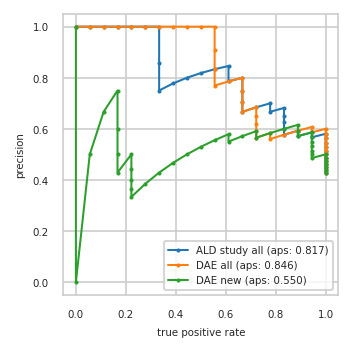 1.0
0.8
0.6
0.4
0.2
0.0
precision
ALD study all (aps: 0.817)
DAE all (aps: 0.846)
DAE new (aps: 0.550)
0.0 0.2 0.4 0.6 0.8 1.0
true positive rate